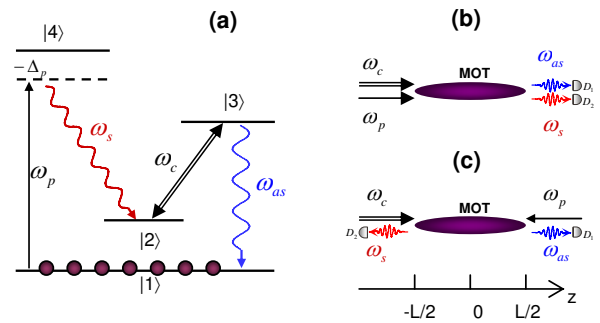 (a)
|4⟩
−Δp
ωs
|3⟩
ωp
ωc
ωas
|2⟩
|1⟩
(b)
ωc
MOT
ωas
D1
D2
ωp
ωs
(c)
ωc
MOT
ωp
D2
ωs
ωas
D1
-L/2
0
L/2
z